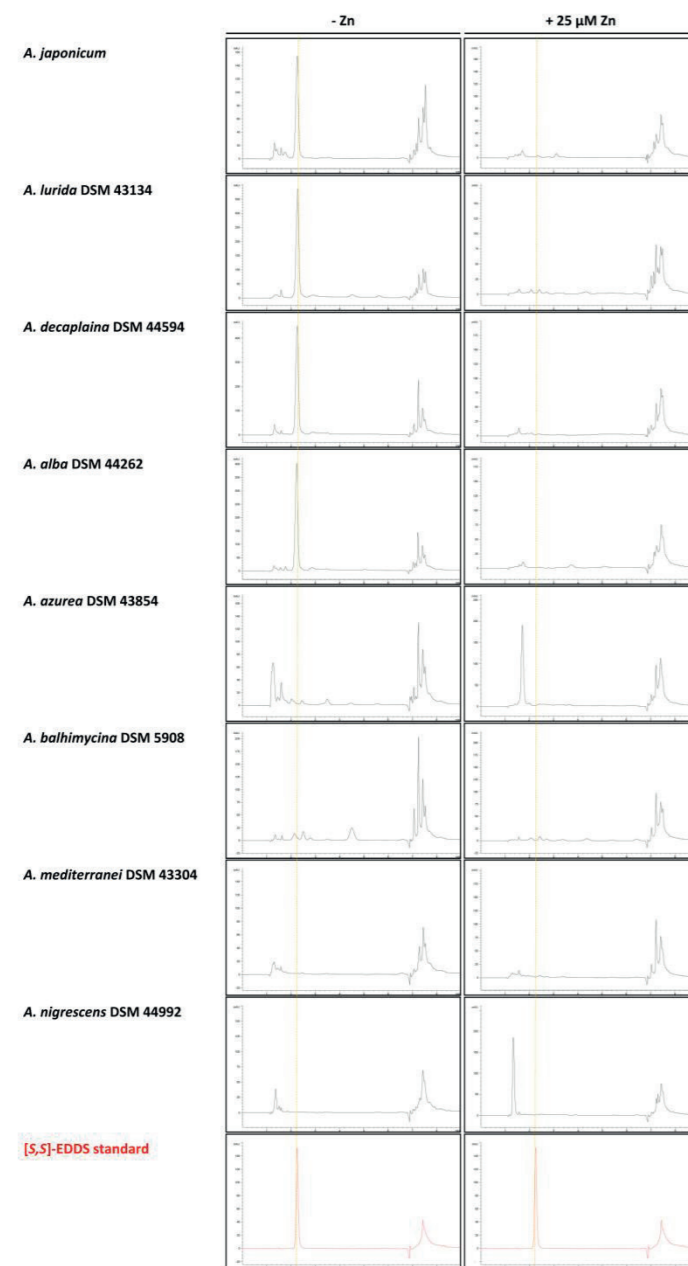 - Zn
+ 25 µM Zn
A. japonicum
A. lurida DSM 43134
A. decaplaina DSM 44594
A. alba DSM 44262
A. azurea DSM 43854
A. balhimycina DSM 5908
A. mediterranei DSM 43304
A. nigrescens DSM 44992
[S,S]-EDDS standard